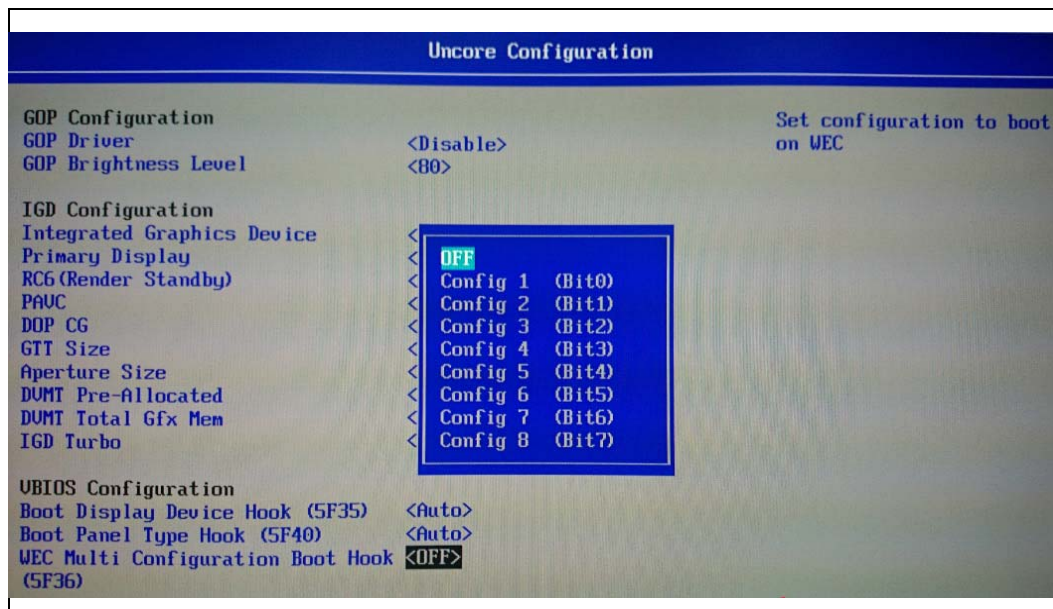 Uncore Configuration
GOP Configuration
GOP Driver <Disable>
GOP Brightness Level <80>
Set configuration to boot
on WEC
IGD Configuration
Integrated Graphics Device <
Primary Display <
RC6(Render Standby) <
PAVC <
DOP CG <
GTT Size <
Aperture Size <
DVMT Pre-Allocated <
DVMT Total Gfx Mem <
IGD Turbo <
OFF
Config 1 (Bit0)
Config 2 (Bit1)
Config 3 (Bit2)
Config 4 (Bit3)
Config 5 (Bit4)
Config 6 (Bit5)
Config 7 (Bit6)
Config 8 (Bit7)
VBIOS Configuration
Boot Display Device Hook (5F35) <Auto>
Boot Panel Type Hook (5F40) <Auto>
WEC Multi Configuration Boot Hook <OFF>
(5F36)